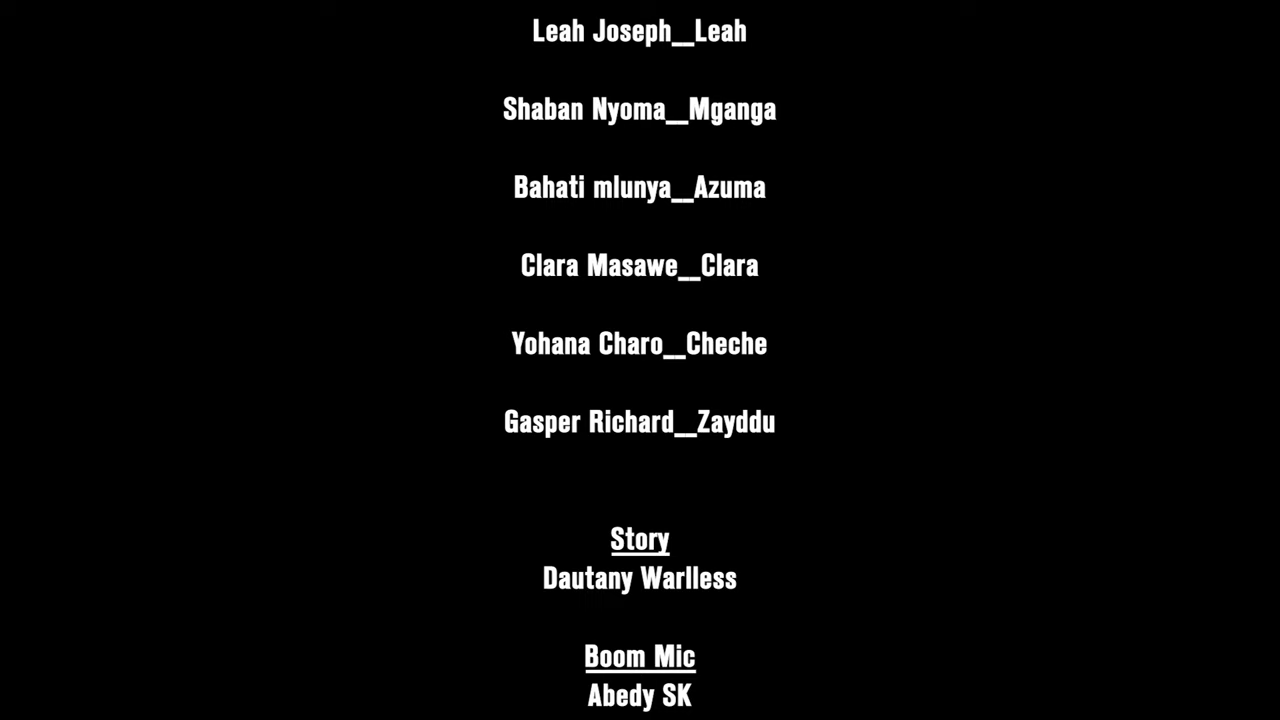 Leah Joseph__Leah
Shaban Nyoma__Mganga
Bahati mlunya__Azuma
Clara Masawe__Clara
Yohana Charo__Cheche
Gasper Richard__Zayddu
Story
Dautany Warlless
Boom Mic
Abedy SK